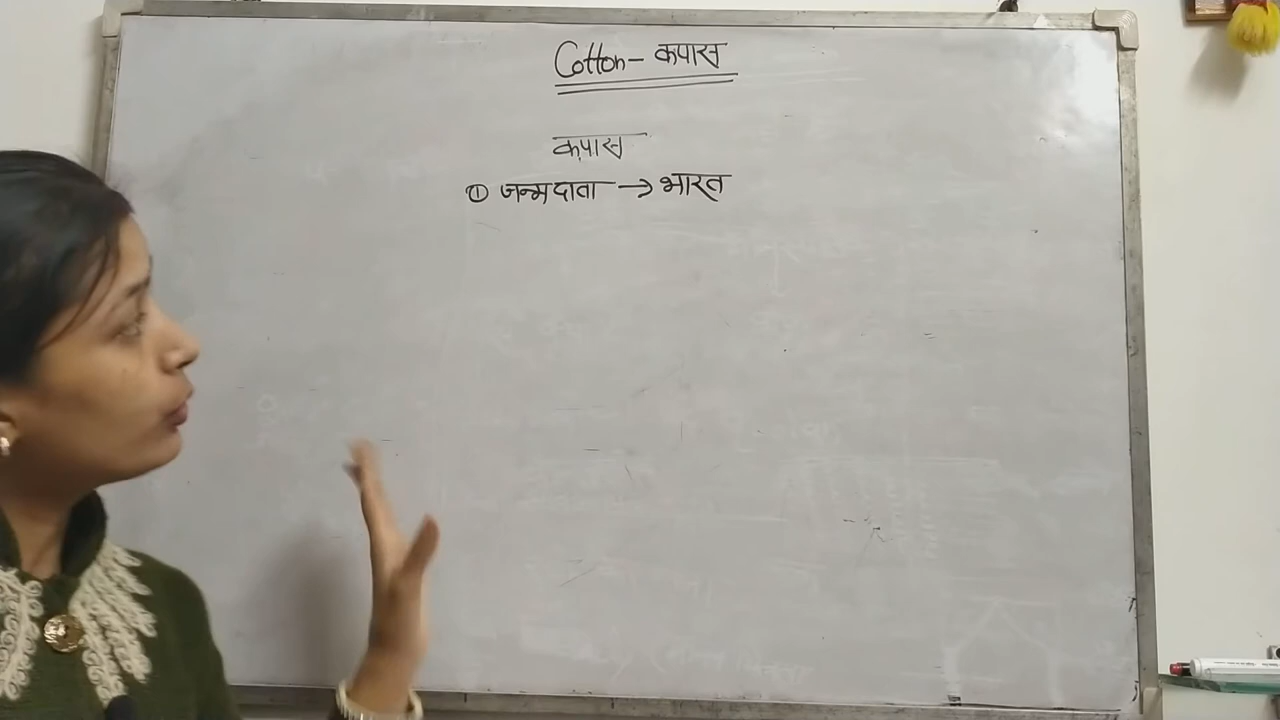 Cotton - कपास
कपास
① जन्मदाता → भारत